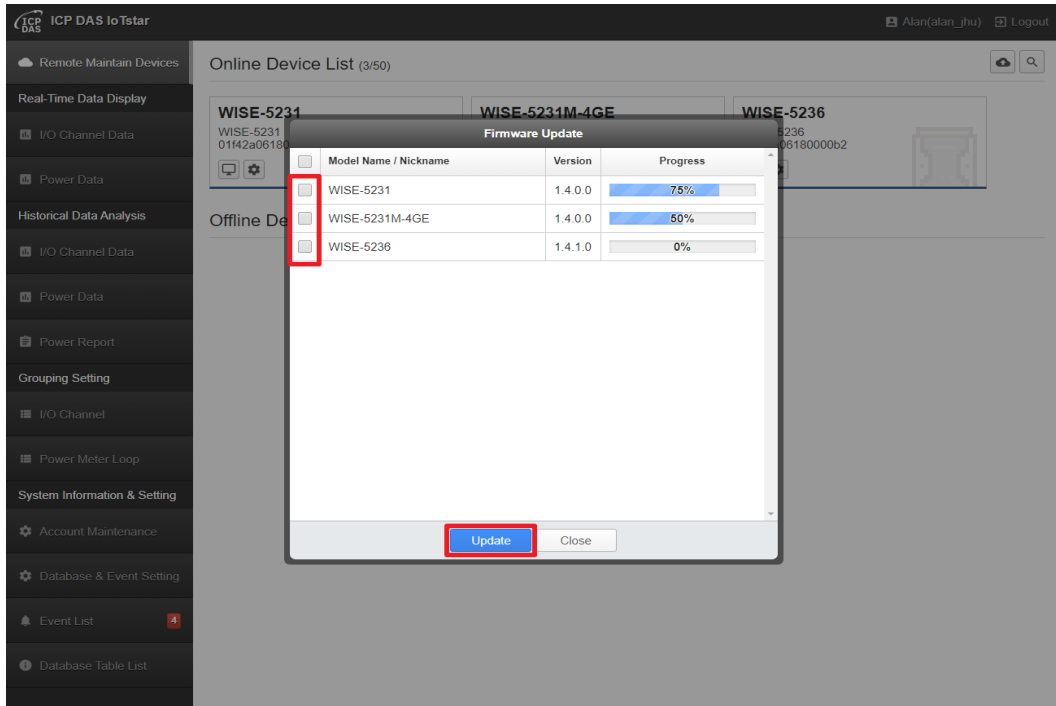 ICP DAS
ICP DAS IoTstar
Alan(alan_jhu)
Logout
Remote Maintain Devices
Real-Time Data Display
I/O Channel Data
Power Data
Historical Data Analysis
I/O Channel Data
Power Data
Power Report
Grouping Setting
I/O Channel
Power Meter Loop
System Information & Setting
Account Maintenance
Database & Event Setting
Event List 4
Database Table List
Online Device List (3/50)
WISE-5231
WISE-5231
01f42a06180
WISE-5231M-4GE
WISE-5236
5236
06180000b2
Offline De
Firmware Update
Model Name / Nickname Version Progress
WISE-5231 1.4.0.0 75%
WISE-5231M-4GE 1.4.0.0 50%
WISE-5236 1.4.1.0 0%
Update Close